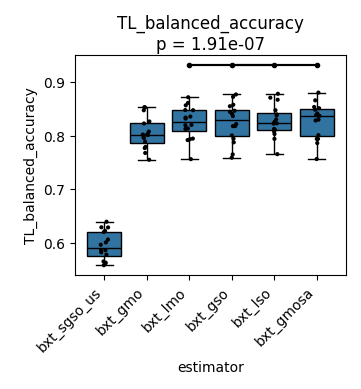 TL_balanced_accuracy
p = 1.91e-07
TL_balanced_accuracy
0.9
0.8
0.7
0.6
bxt_sgso_us
bxt_gmo
bxt_lmo
bxt_gso
bxt_lso
bxt_gmosa
estimator